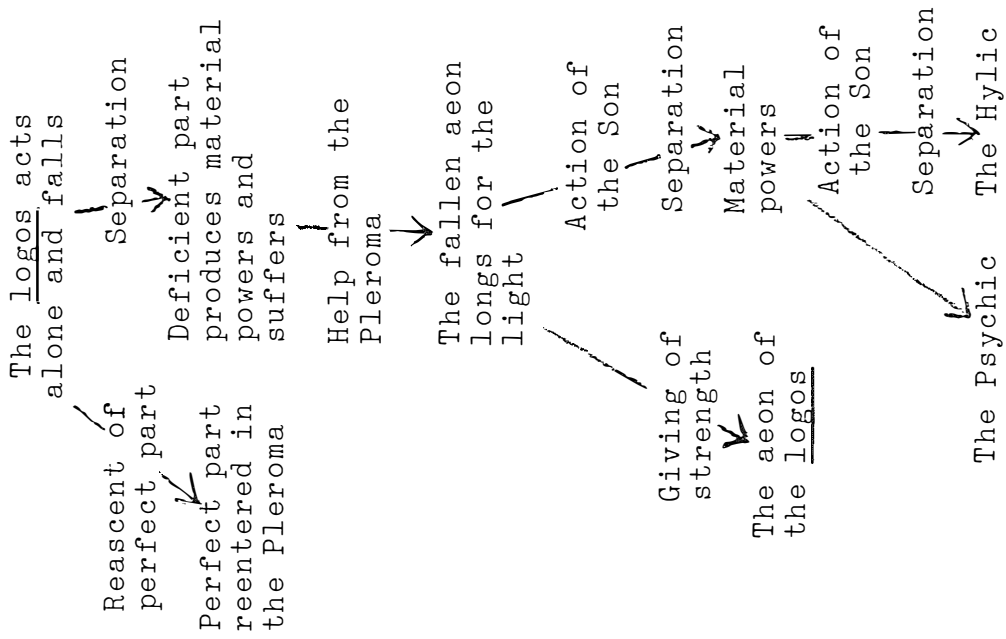 The logos acts
alone and falls
Reascent of
perfect part
Separation
Perfect part
reentered in
the Pleroma
Deficient part
produces material
powers and
suffers
Help from the
Pleroma
The fallen aeon
longs for the
light
Giving of
strength
Action of
the Son
The aeon of
the logos
Separation
Material
powers
Action of
the Son
Separation
The Psychic
The Hylic